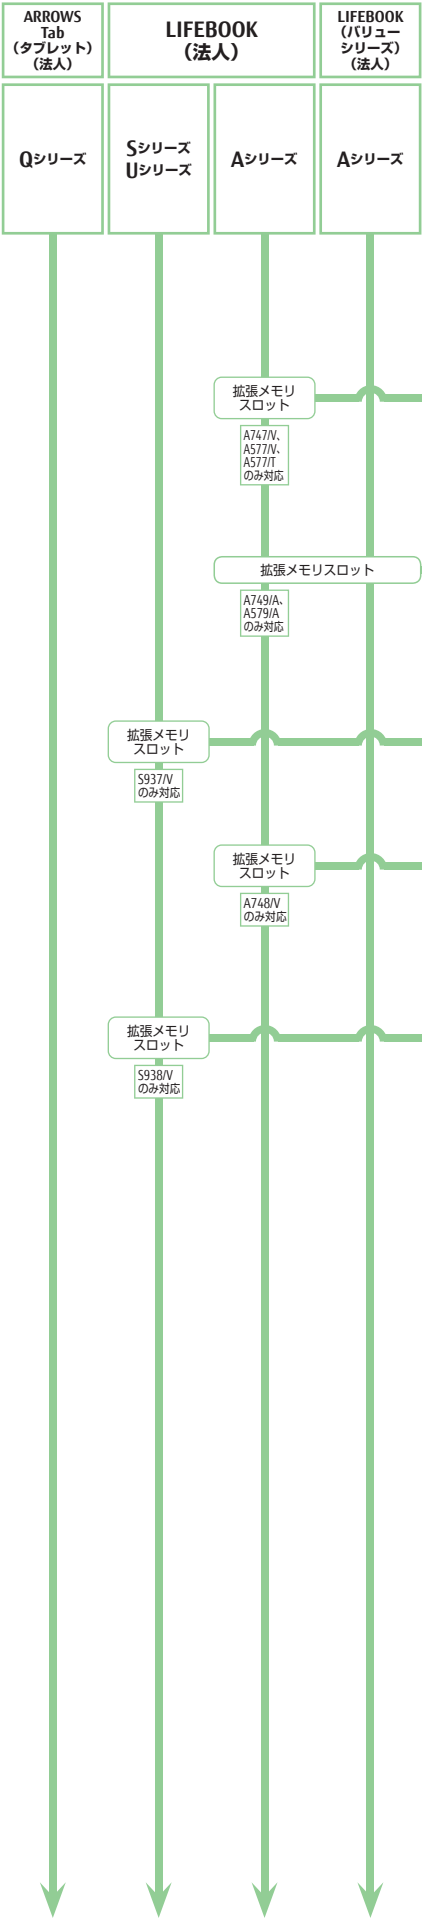 ARROWS
Tab
（タブレット）
（法人）
LIFEBOOK
（法人）
LIFEBOOK
（バリュー
シリーズ）
（法人）
Qシリーズ
Sシリーズ
Uシリーズ
Aシリーズ
Aシリーズ
拡張メモリ
スロット
A747/V、
A577/V、
A577/T
のみ対応
拡張メモリスロット
A749/A、
A579/A
のみ対応
拡張メモリ
スロット
S937/V
のみ対応
拡張メモリ
スロット
A748/V
のみ対応
拡張メモリ
スロット
S938/V
のみ対応